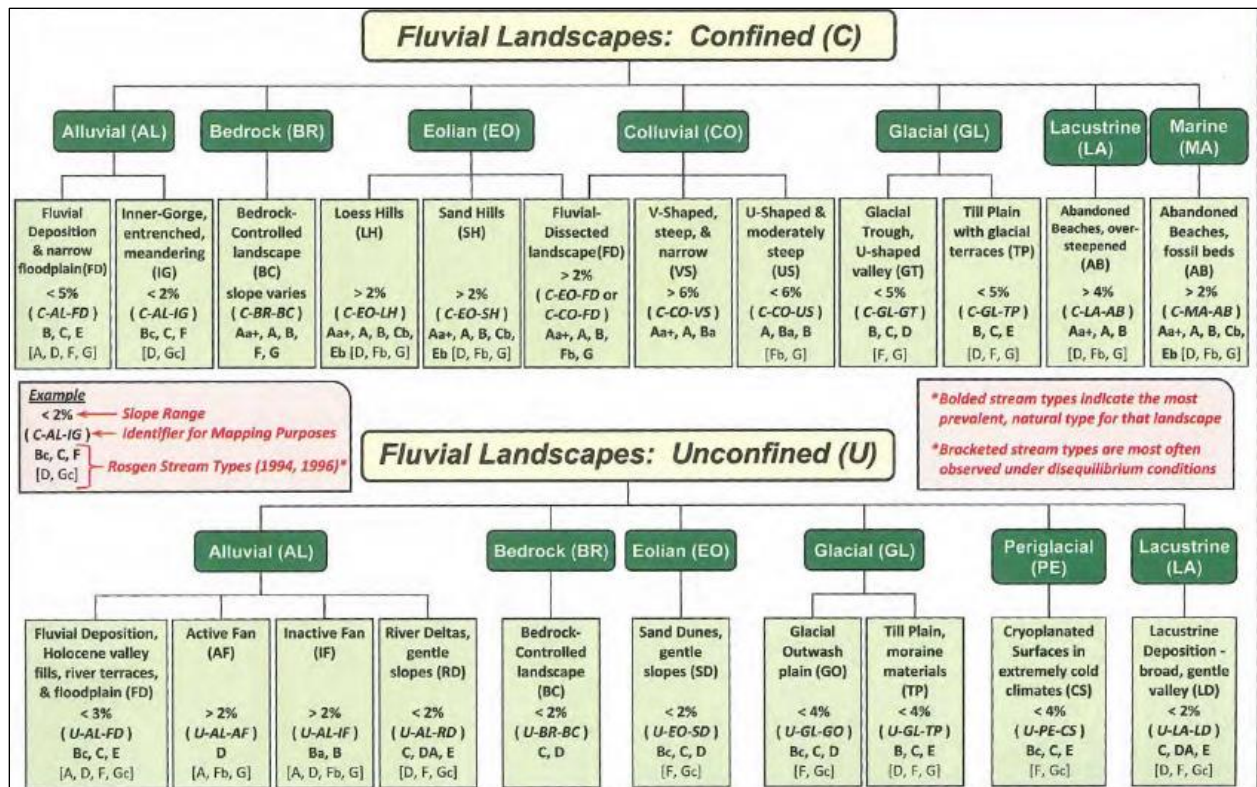 Fluvial Landscapes: Confined (C)
Alluvial (AL)
Bedrock (BR)
Eolian (EO)
Colluvial (CO)
Glacial (GL)
Lacustrine
(LA)
Marine
(MA)
Fluvial
Deposition
& narrow
floodplain(FD)
< 5%
(C-AL-FD)
B, C, E
[A, D, F, G]
Inner-Gorge,
entrenched,
meandering
(IG)
< 2%
(C-AL-IG)
Bc, C, F
[D, Gc]
Bedrock-
Controlled
landscape
(BC)
slope varies
(C-BR-BC)
Aa+, A, B,
F, G
Loess Hills
(LH)
> 2%
(C-EO-LH)
Aa+, A, B, Cb,
Eb [D, Fb, G]
Sand Hills
(SH)
> 2%
(C-EO-SH)
Aa+, A, B, Cb,
Eb [D, Fb, G]
Fluvial-
Dissected
landscape(FD)
> 2%
(C-EO-FD or
C-CO-FD)
Aa+, A, B,
Fb, G
V-Shaped,
steep, &
narrow
(VS)
> 6%
(C-CO-VS)
Aa+, A, Ba
U-Shaped &
moderately
steep
(US)
< 6%
(C-CO-US)
A, Ba, B
[Fb, G]
Glacial
Trough,
U-shaped
valley (GT)
< 5%
(C-GL-GT)
B, C, D
[F, G]
Till Plain
with glacial
terraces (TP)
< 5%
(C-GL-TP)
B, C, E
[D, F, G]
Abandoned
Beaches, over-
steepened
(AB)
> 4%
(C-LA-AB)
Aa+, A, B
[D, Fb, G]
Abandoned
Beaches,
fossil beds
(AB)
> 2%
(C-MA-AB)
Aa+, A, B, Cb,
Eb [D, Fb, G]
Example
< 2%
Slope Range
(C-AL-IG)
Identifier for Mapping Purposes
Bc, C, F
[D, Gc]
Rosgen Stream Types (1994, 1996)*
*Bolded stream types indicate the most
prevalent, natural type for that landscape
*Bracketed stream types are most often
observed under disequilibrium conditions
Fluvial Landscapes: Unconfined (U)
Alluvial (AL)
Bedrock (BR)
Eolian (EO)
Glacial (GL)
Periglacial
(PE)
Lacustrine
(LA)
Fluvial Deposition,
Holocene valley
fills, river terraces,
& floodplain (FD)
< 3%
(U-AL-FD)
Bc, C, E
[A, D, F, Gc]
Active Fan
(AF)
> 2%
(U-AL-AF)
D
[A, Fb, G]
Inactive Fan
(IF)
> 2%
(U-AL-IF)
Ba, B
[A, D, Fb, G]
River Deltas,
gentle
slopes (RD)
< 2%
(U-AL-RD)
C, DA, E
[D, F, Gc]
Bedrock-
Controlled
landscape
(BC)
< 2%
(U-BR-BC)
C, D
Sand Dunes,
gentle
slopes (SD)
< 2%
(U-EO-SD)
Bc, C, D
[F, Gc]
Glacial
Outwash
plain (GO)
< 4%
(U-GL-GO)
Bc, C, D
[F, Gc]
Till Plain,
moraine
materials
(TP)
< 4%
(U-GL-TP)
B, C, E
[D, F, G]
Cryoplanated
Surfaces in
extremely cold
climates (CS)
< 4%
(U-PE-CS)
Bc, C, E
[F, Gc]
Lacustrine
Deposition -
broad, gentle
valley (LD)
< 2%
(U-LA-LD)
C, DA, E
[D, F, Gc]